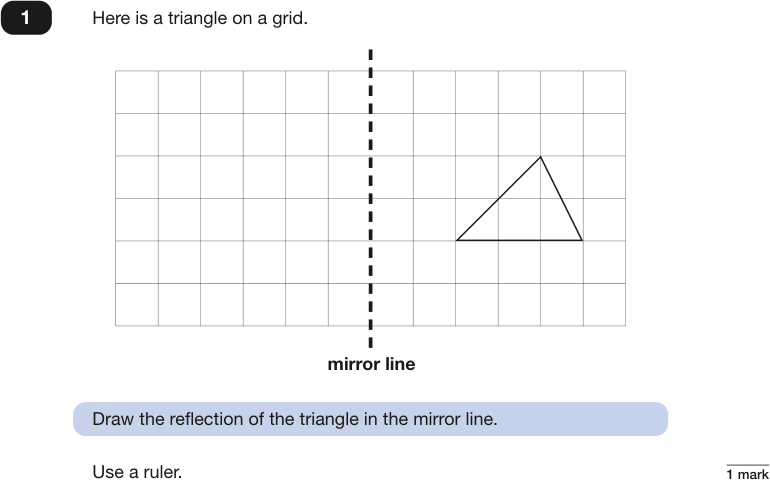 1
Here is a triangle on a grid.
mirror line
Draw the reflection of the triangle in the mirror line.
Use a ruler.
1 mark